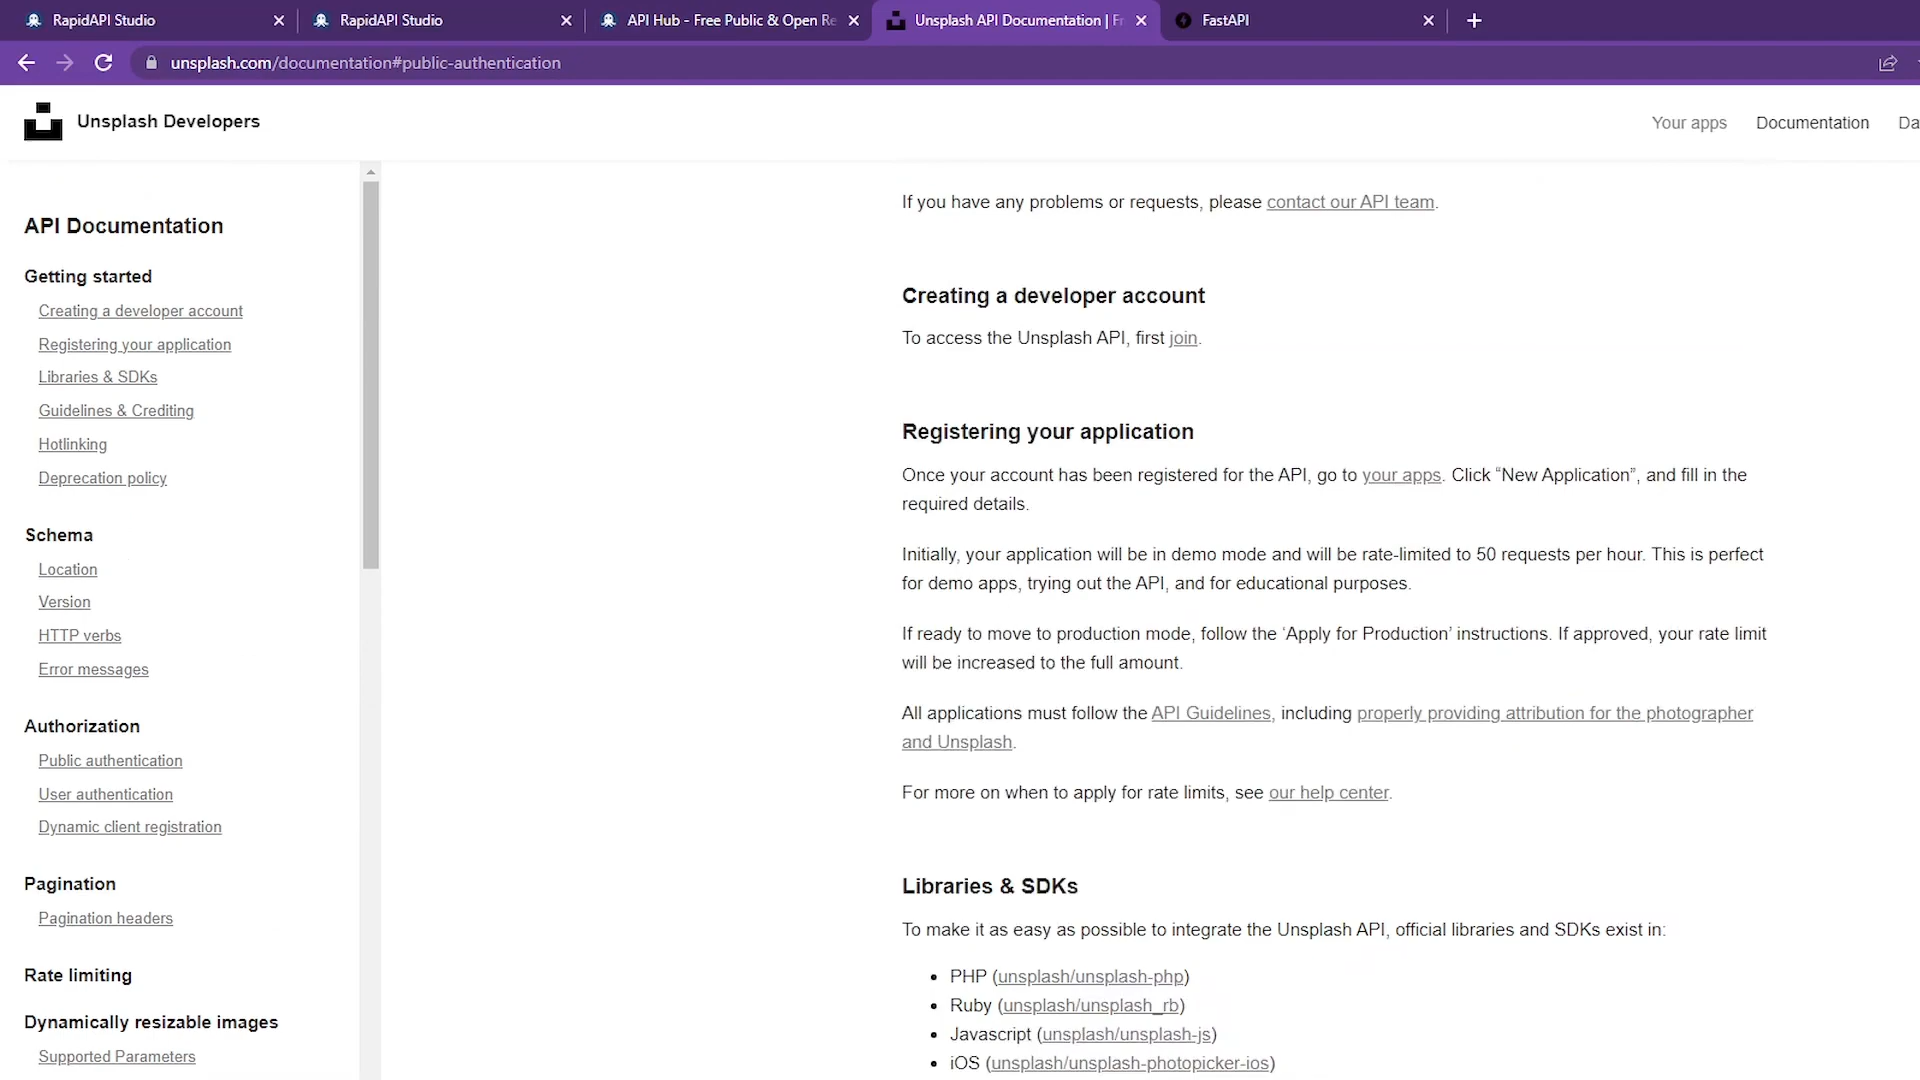 RapidAPI Studio
RapidAPI Studio
API Hub - Free Public & Open Re
Unsplash API Documentation | Fr
FastAPI
unsplash.com/documentation#public-authentication
Unsplash Developers
Your apps
Documentation
Da
API Documentation
Getting started
Creating a developer account
Registering your application
Libraries & SDKs
Guidelines & Crediting
Hotlinking
Deprecation policy
Schema
Location
Version
HTTP verbs
Error messages
Authorization
Public authentication
User authentication
Dynamic client registration
Pagination
Pagination headers
Rate limiting
Dynamically resizable images
Supported Parameters
If you have any problems or requests, please contact our API team.
Creating a developer account
To access the Unsplash API, first join.
Registering your application
Once your account has been registered for the API, go to your apps. Click “New Application”, and fill in the
required details.
Initially, your application will be in demo mode and will be rate-limited to 50 requests per hour. This is perfect
for demo apps, trying out the API, and for educational purposes.
If ready to move to production mode, follow the ‘Apply for Production’ instructions. If approved, your rate limit
will be increased to the full amount.
All applications must follow the API Guidelines, including properly providing attribution for the photographer
and Unsplash.
For more on when to apply for rate limits, see our help center.
Libraries & SDKs
To make it as easy as possible to integrate the Unsplash API, official libraries and SDKs exist in:
• PHP (unsplash/unsplash-php)
• Ruby (unsplash/unsplash_rb)
• Javascript (unsplash/unsplash-js)
• iOS (unsplash/unsplash-photopicker-ios)